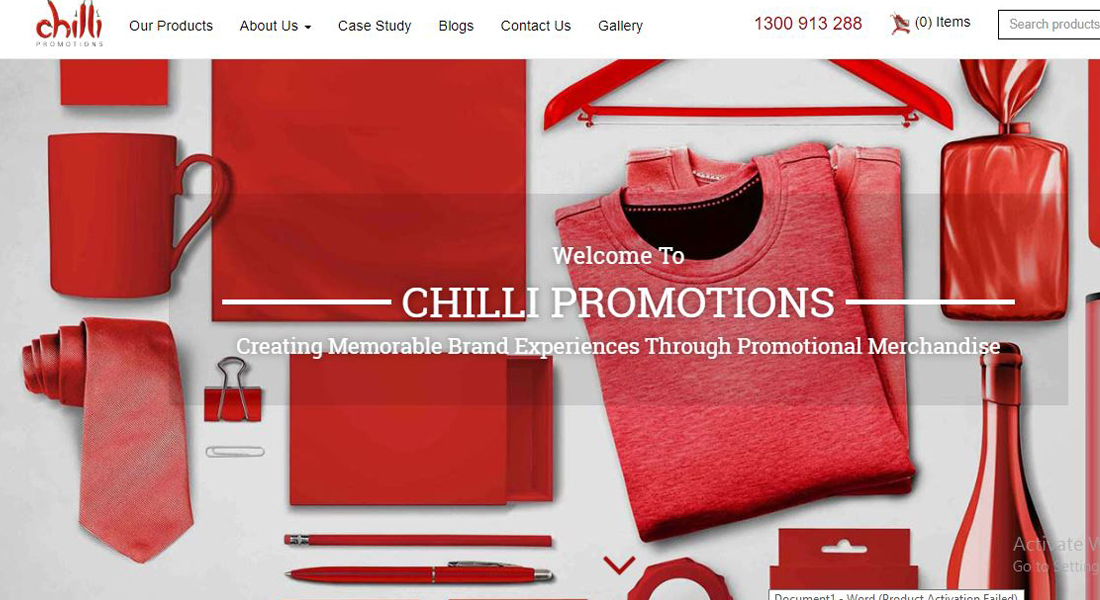 chilli
PROMOTIONS
Our Products
About Us
Case Study
Blogs
Contact Us
Gallery
1300 913 288
(0) Items
Search products
Welcome To
CHILLI PROMOTIONS
Creating Memorable Brand Experiences Through Promotional Merchandise
Activate W
Go to Setting
Document1 - Word (Product Activation Failed)